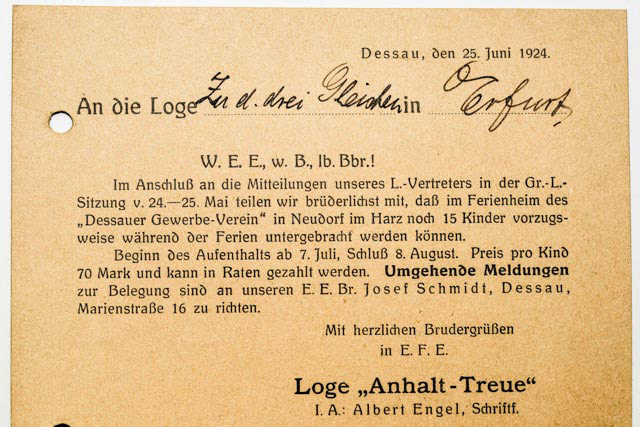 Dessau, den 25. Juni 1924.
An die Loge Zu d. drei Gleichen in Erfurt,
W. E. E., w. B., lb. Bbr.!
Im Anschluß an die Mitteilungen unseres L.-Vertreters in der Gr.-L.-
Sitzung v. 24.—25. Mai teilen wir brüderlichst mit, daß im Ferienheim des
„Dessauer Gewerbe-Verein“ in Neudorf im Harz noch 15 Kinder vorzugs-
weise während der Ferien untergebracht werden können.
Beginn des Aufenthalts ab 7. Juli, Schluß 8. August. Preis pro Kind
70 Mark und kann in Raten gezahlt werden. Umgehende Meldungen
zur Belegung sind an unseren E. E. Br. Josef Schmidt, Dessau,
Marienstraße 16 zu richten.
Mit herzlichen Brudergrüßen
in E. F. E.
Loge „Anhalt-Treue“
I. A.: Albert Engel, Schriftf.